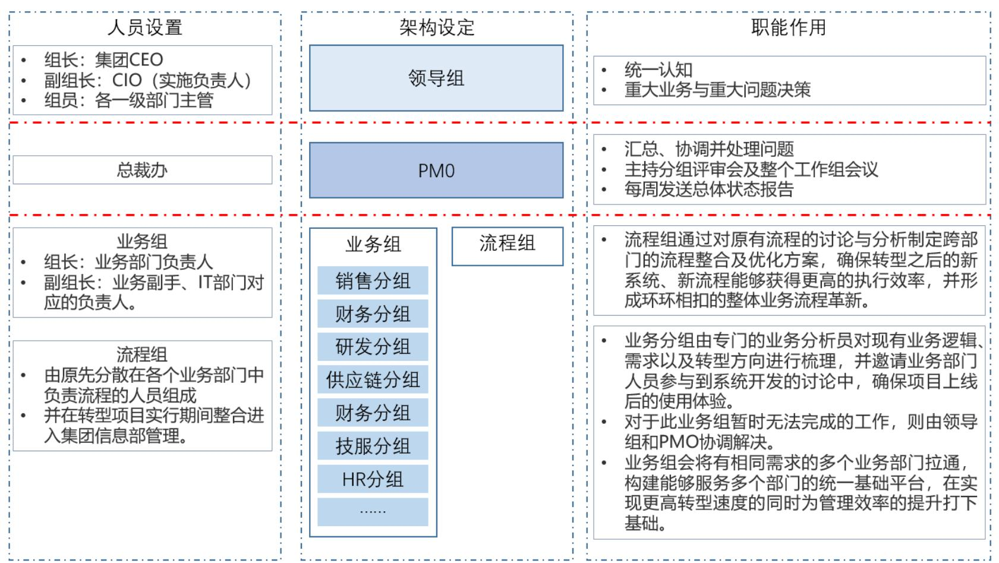 人员设置
组长：集团CEO
副组长：CIO（实施负责人）
组员：各一级部门主管
总裁办
业务组
组长：业务部门负责人
副组长：业务副手、IT部门对
应的负责人。
流程组
由原先分散在各个业务部门中
负责流程的人员组成
并在转型项目实行期间整合进
入集团信息部管理。
架构设定
领导组
PM0
业务组
销售分组
财务分组
研发分组
供应链分组
财务分组
技服分组
HR分组
……
流程组
职能作用
统一认知
重大业务与重大问题决策
汇总、协调并处理问题
主持分组评审会及整个工作组会议
每周发送总体状态报告
流程组通过对原有流程的讨论与分析制定跨部
门的流程整合及优化方案，确保转型之后的新
系统、新流程能够获得更高的执行效率，并形
成环环相扣的整体业务流程革新。
业务分组由专门的业务分析员对现有业务逻辑、
需求以及转型方向进行梳理，并邀请业务部门
人员参与到系统开发的讨论中，确保项目上线
后的使用体验。
对于此业务组暂时无法完成的工作，则由领导
组和PMO协调解决。
业务组会将有相同需求的多个业务部门拉通，
构建能够服务多个部门的统一基础平台，在实
现更高转型速度的同时为管理效率的提升打下
基础。